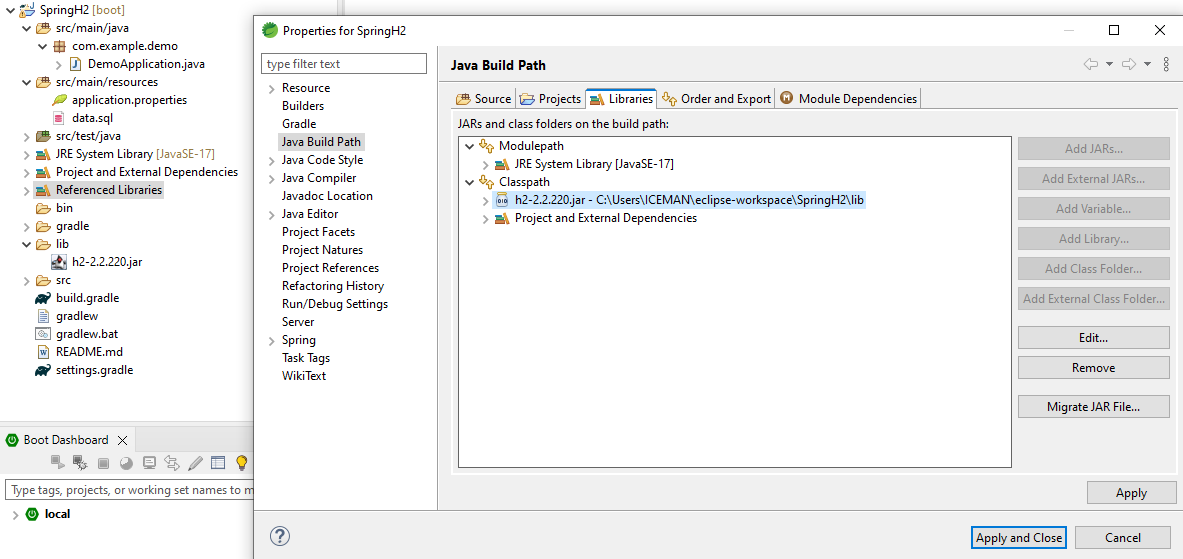 SpringH2 [boot]
src/main/java
com.example.demo
DemoApplication.java
src/main/resources
application.properties
data.sql
src/test/java
JRE System Library [JavaSE-17]
Project and External Dependencies
Referenced Libraries
bin
gradle
lib
h2-2.2.220.jar
src
build.gradle
gradlew
gradlew.bat
README.md
settings.gradle
Boot Dashboard
Type tags, projects, or working set names to m
local
Properties for SpringH2
type filter text
Resource
Builders
Gradle
Java Build Path
Java Code Style
Java Compiler
Javadoc Location
Java Editor
Project Facets
Project Natures
Project References
Refactoring History
Run/Debug Settings
Server
Spring
Task Tags
WikiText
Java Build Path
Source Projects Libraries Order and Export Module Dependencies
JARs and class folders on the build path:
Modulepath
JRE System Library [JavaSE-17]
Classpath
h2-2.2.220.jar - C:\Users\ICEMAN\eclipse-workspace\SpringH2\lib
Project and External Dependencies
Add JARs...
Add External JARs...
Add Variable...
Add Library...
Add Class Folder...
Add External Class Folder...
Edit...
Remove
Migrate JAR File...
Apply
Apply and Close
Cancel